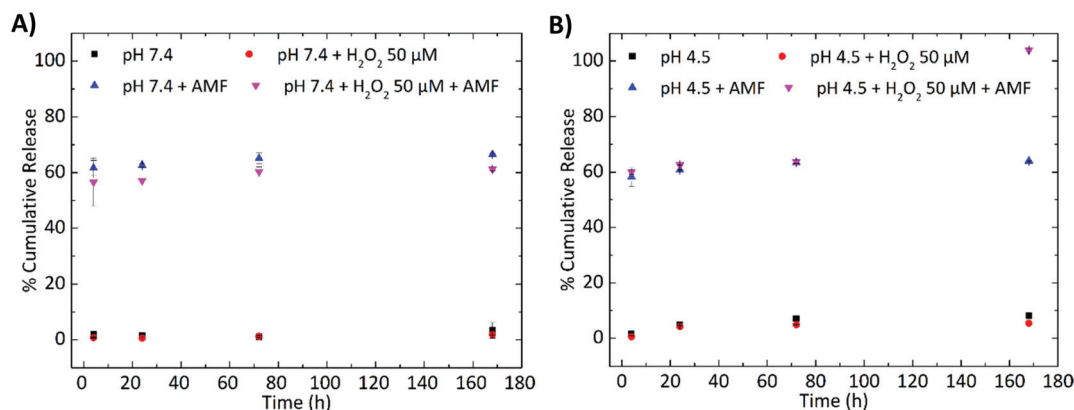 A)
pH 7.4
pH 7.4 + H₂O₂ 50 µM
pH 7.4 + AMF
pH 7.4 + H₂O₂ 50 µM + AMF
% Cumulative Release
100
80
60
40
20
0
0 20 40 60 80 100 120 140 160 180
Time (h)
B)
pH 4.5
pH 4.5 + H₂O₂ 50 µM
pH 4.5 + AMF
pH 4.5 + H₂O₂ 50 µM + AMF
% Cumulative Release
100
80
60
40
20
0
0 20 40 60 80 100 120 140 160 180
Time (h)